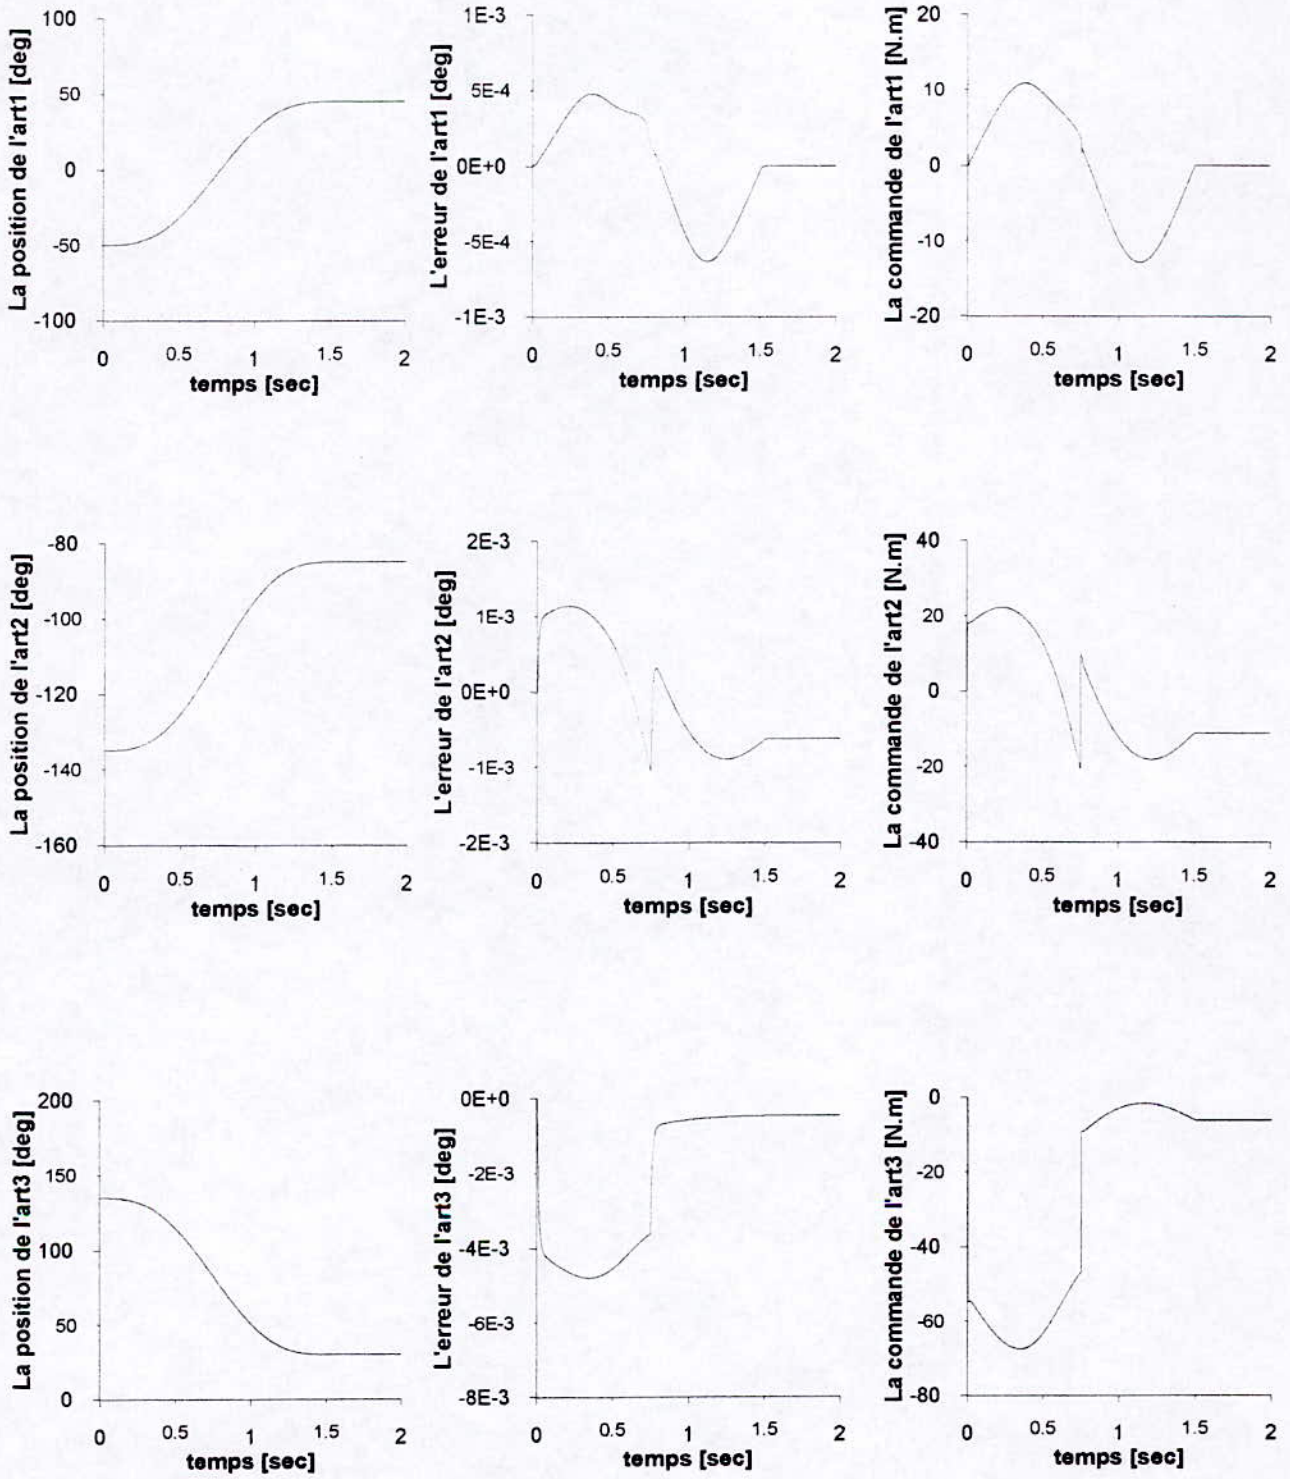 La position de l'art1 [deg]
100
50
0
-50
-100
0 0.5 1 1.5 2
temps [sec]
L'erreur de l'art1 [deg]
1E-3
5E-4
0E+0
-5E-4
-1E-3
0 0.5 1 1.5 2
temps [sec]
La commande de l'art1 [N.m]
20
10
0
-10
-20
0 0.5 1 1.5 2
temps [sec]
La position de l'art2 [deg]
-80
-100
-120
-140
-160
0 0.5 1 1.5 2
temps [sec]
L'erreur de l'art2 [deg]
2E-3
1E-3
0E+0
-1E-3
-2E-3
0 0.5 1 1.5 2
temps [sec]
La commande de l'art2 [N.m]
40
20
0
-20
-40
0 0.5 1 1.5 2
temps [sec]
La position de l'art3 [deg]
200
150
100
50
0
0 0.5 1 1.5 2
temps [sec]
L'erreur de l'art3 [deg]
0E+0
-2E-3
-4E-3
-6E-3
-8E-3
0 0.5 1 1.5 2
temps [sec]
La commande de l'art3 [N.m]
0
-20
-40
-60
-80
0 0.5 1 1.5 2
temps [sec]